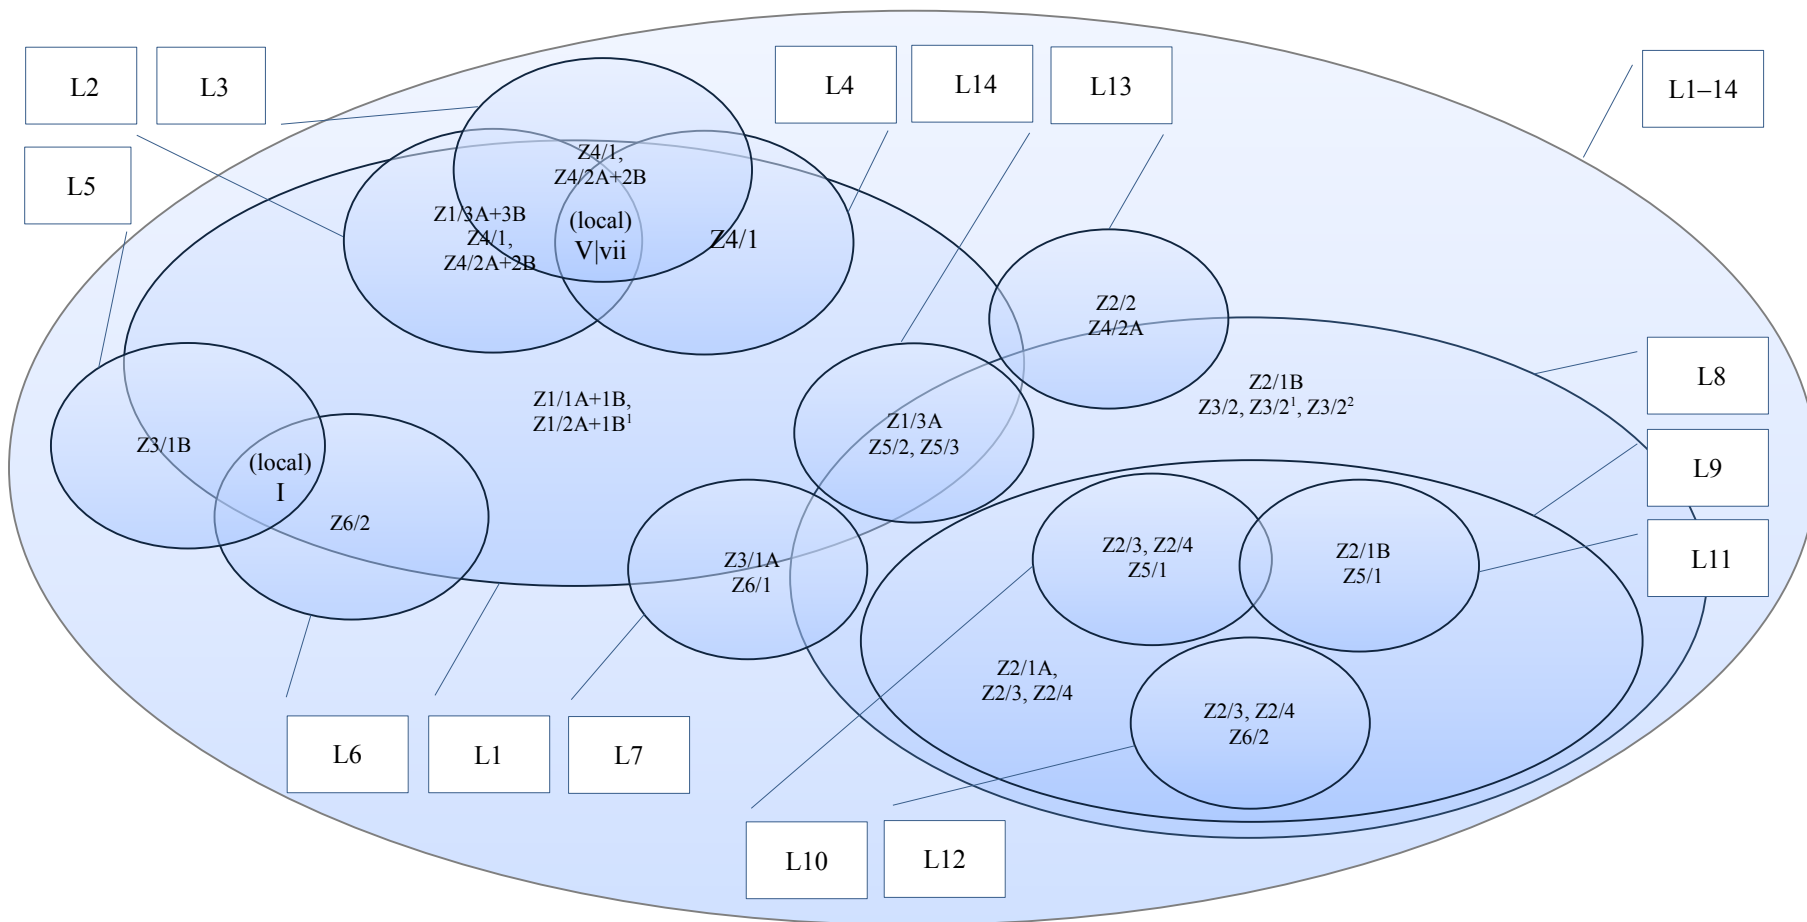 L2
L3
L4
L14
L13
L1–14
L5
Z4/1,
Z4/2A+2B
Z1/3A+3B
Z4/1,
Z4/2A+2B
(local)
V|vii
Z4/1
Z2/2
Z4/2A
L8
Z2/1B
Z3/2, Z3/2¹, Z3/2²
Z1/1A+1B,
Z1/2A+1B¹
Z1/3A
Z5/2, Z5/3
Z3/1B
(local)
I
Z6/2
L9
L11
Z3/1A
Z6/1
Z2/3, Z2/4
Z5/1
Z2/1B
Z5/1
Z2/1A,
Z2/3, Z2/4
Z2/3, Z2/4
Z6/2
L6
L1
L7
L10
L12